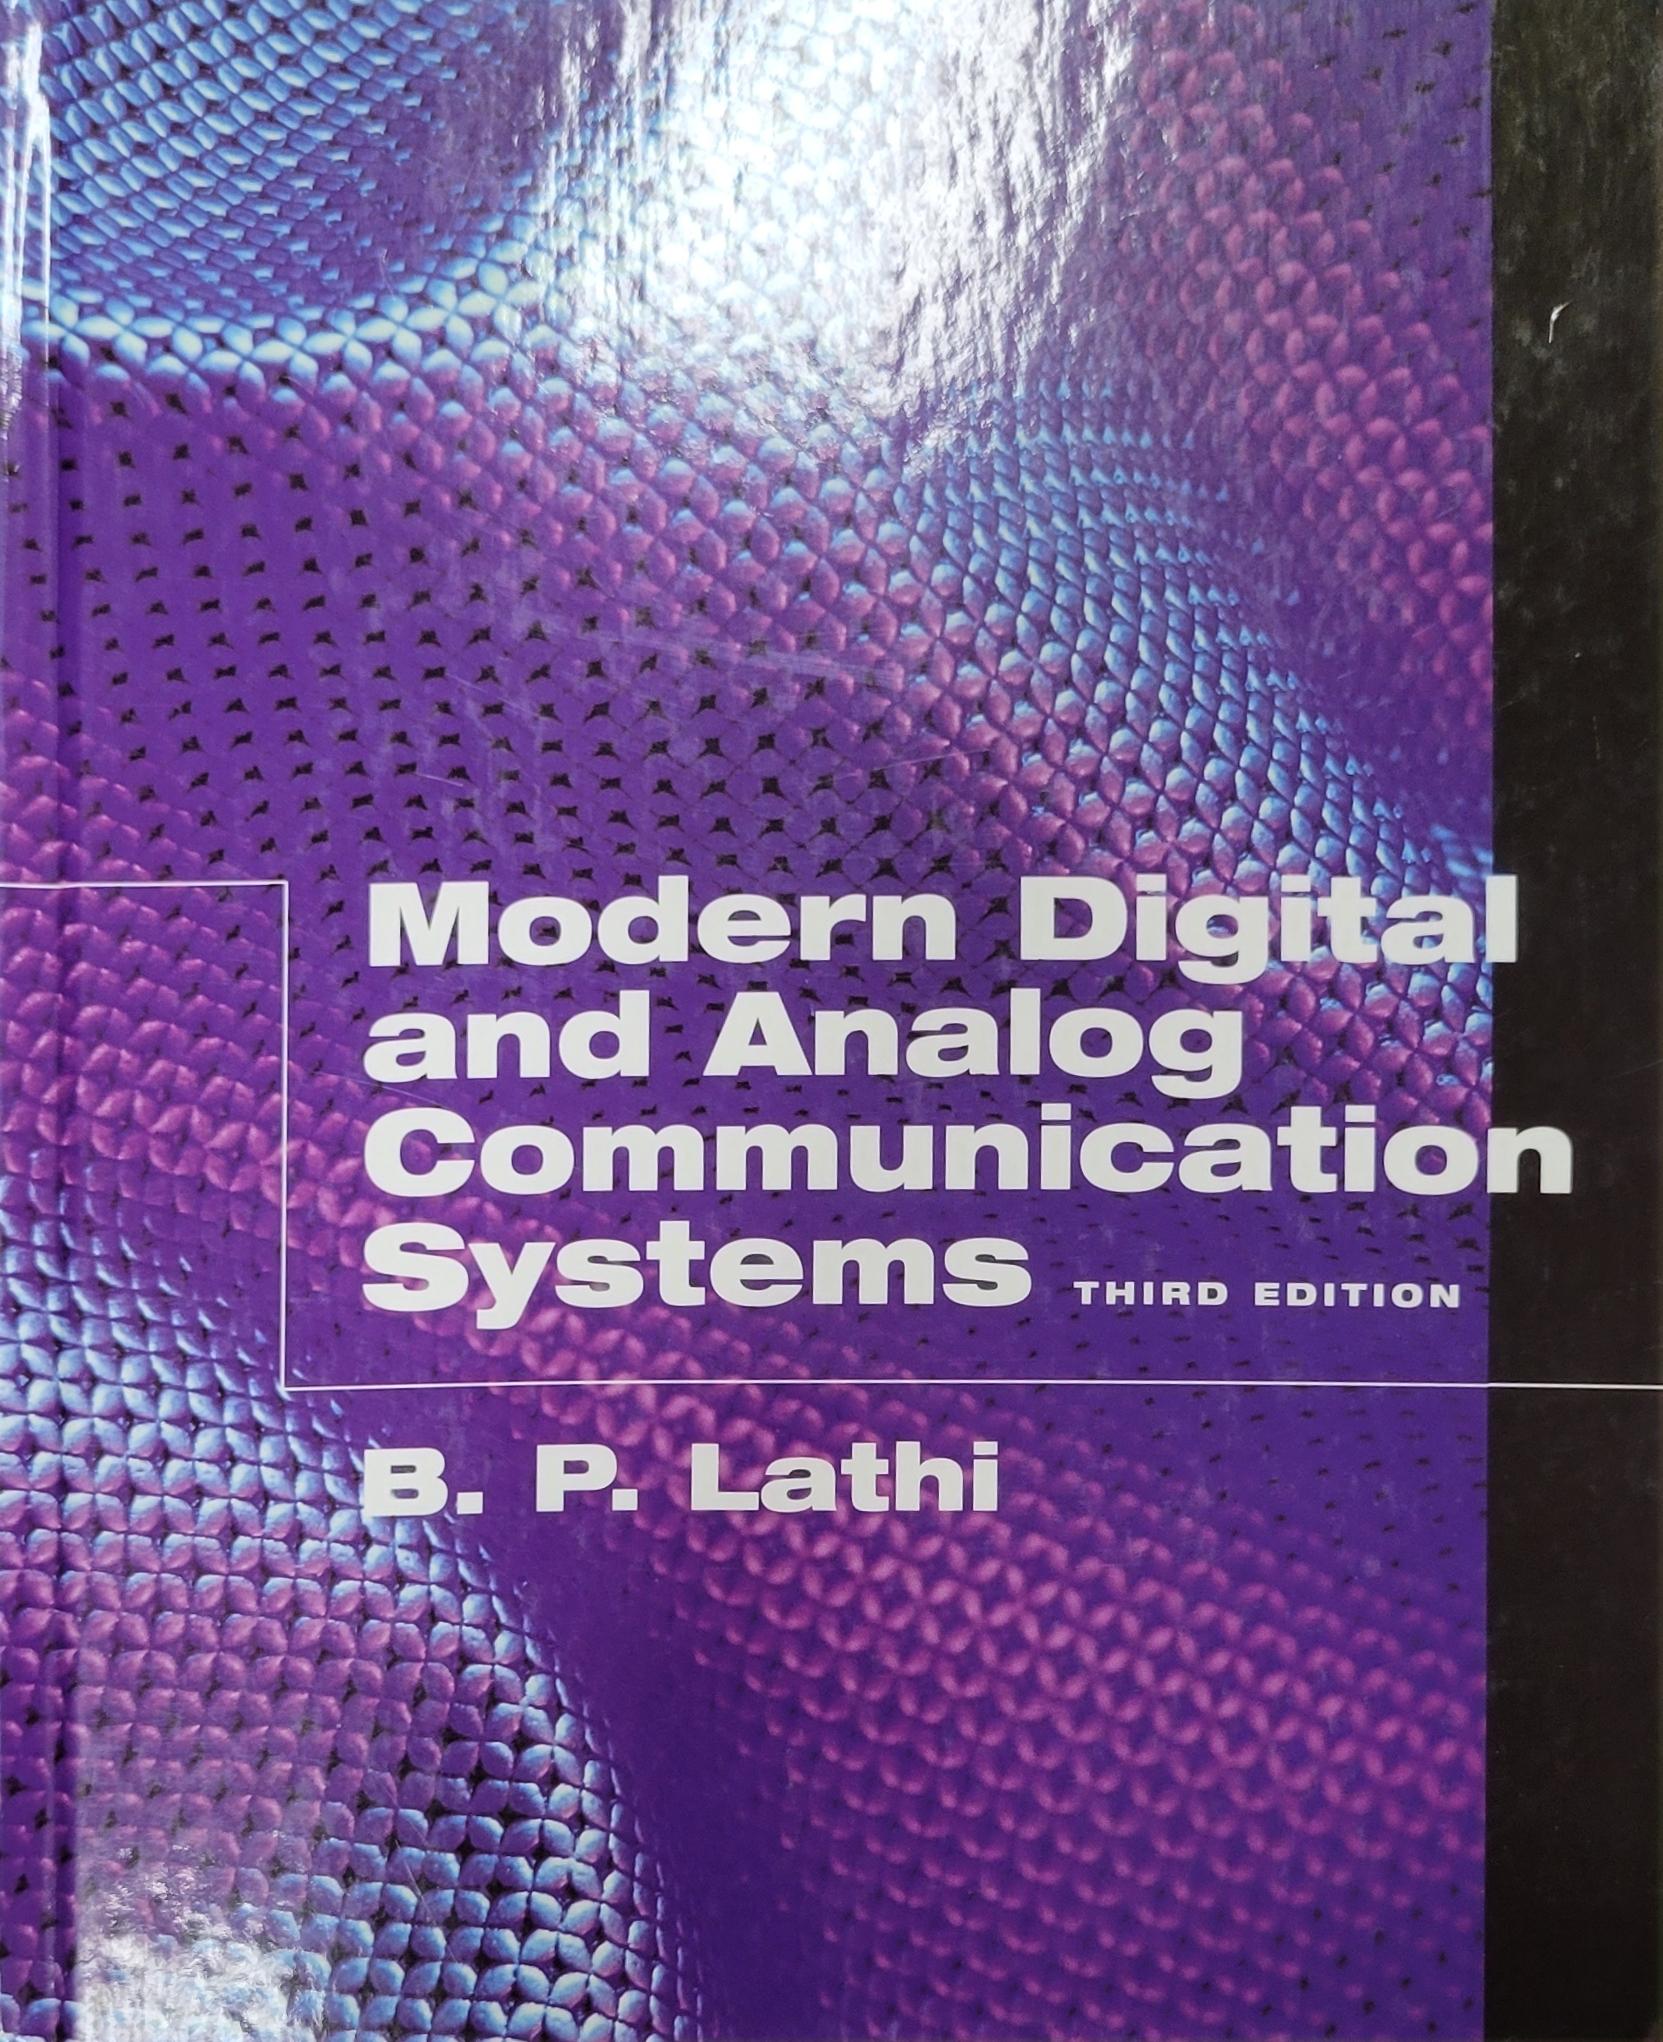 Modern Digital
and Analog
Communication
Systems THIRD EDITION
B. P. Lathi